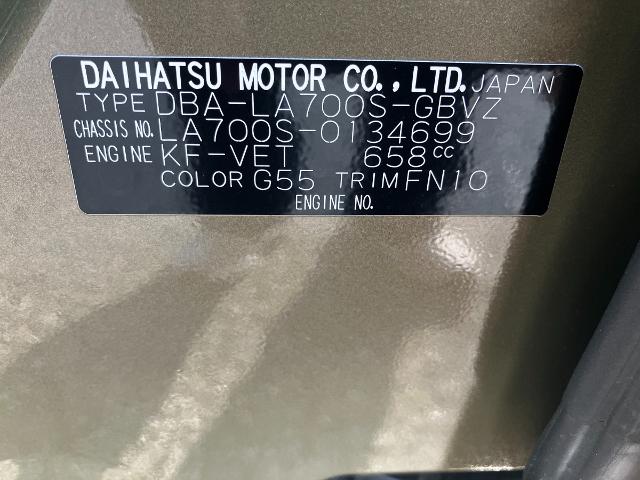 DAIHATSU MOTOR CO., LTD. JAPAN
TYPE DBA-LA700S-GBVZ
CHASSIS NO. LA700S-0134699
ENGINE KF-VET 658cc
COLOR G55 TRIM FN10
ENGINE NO.